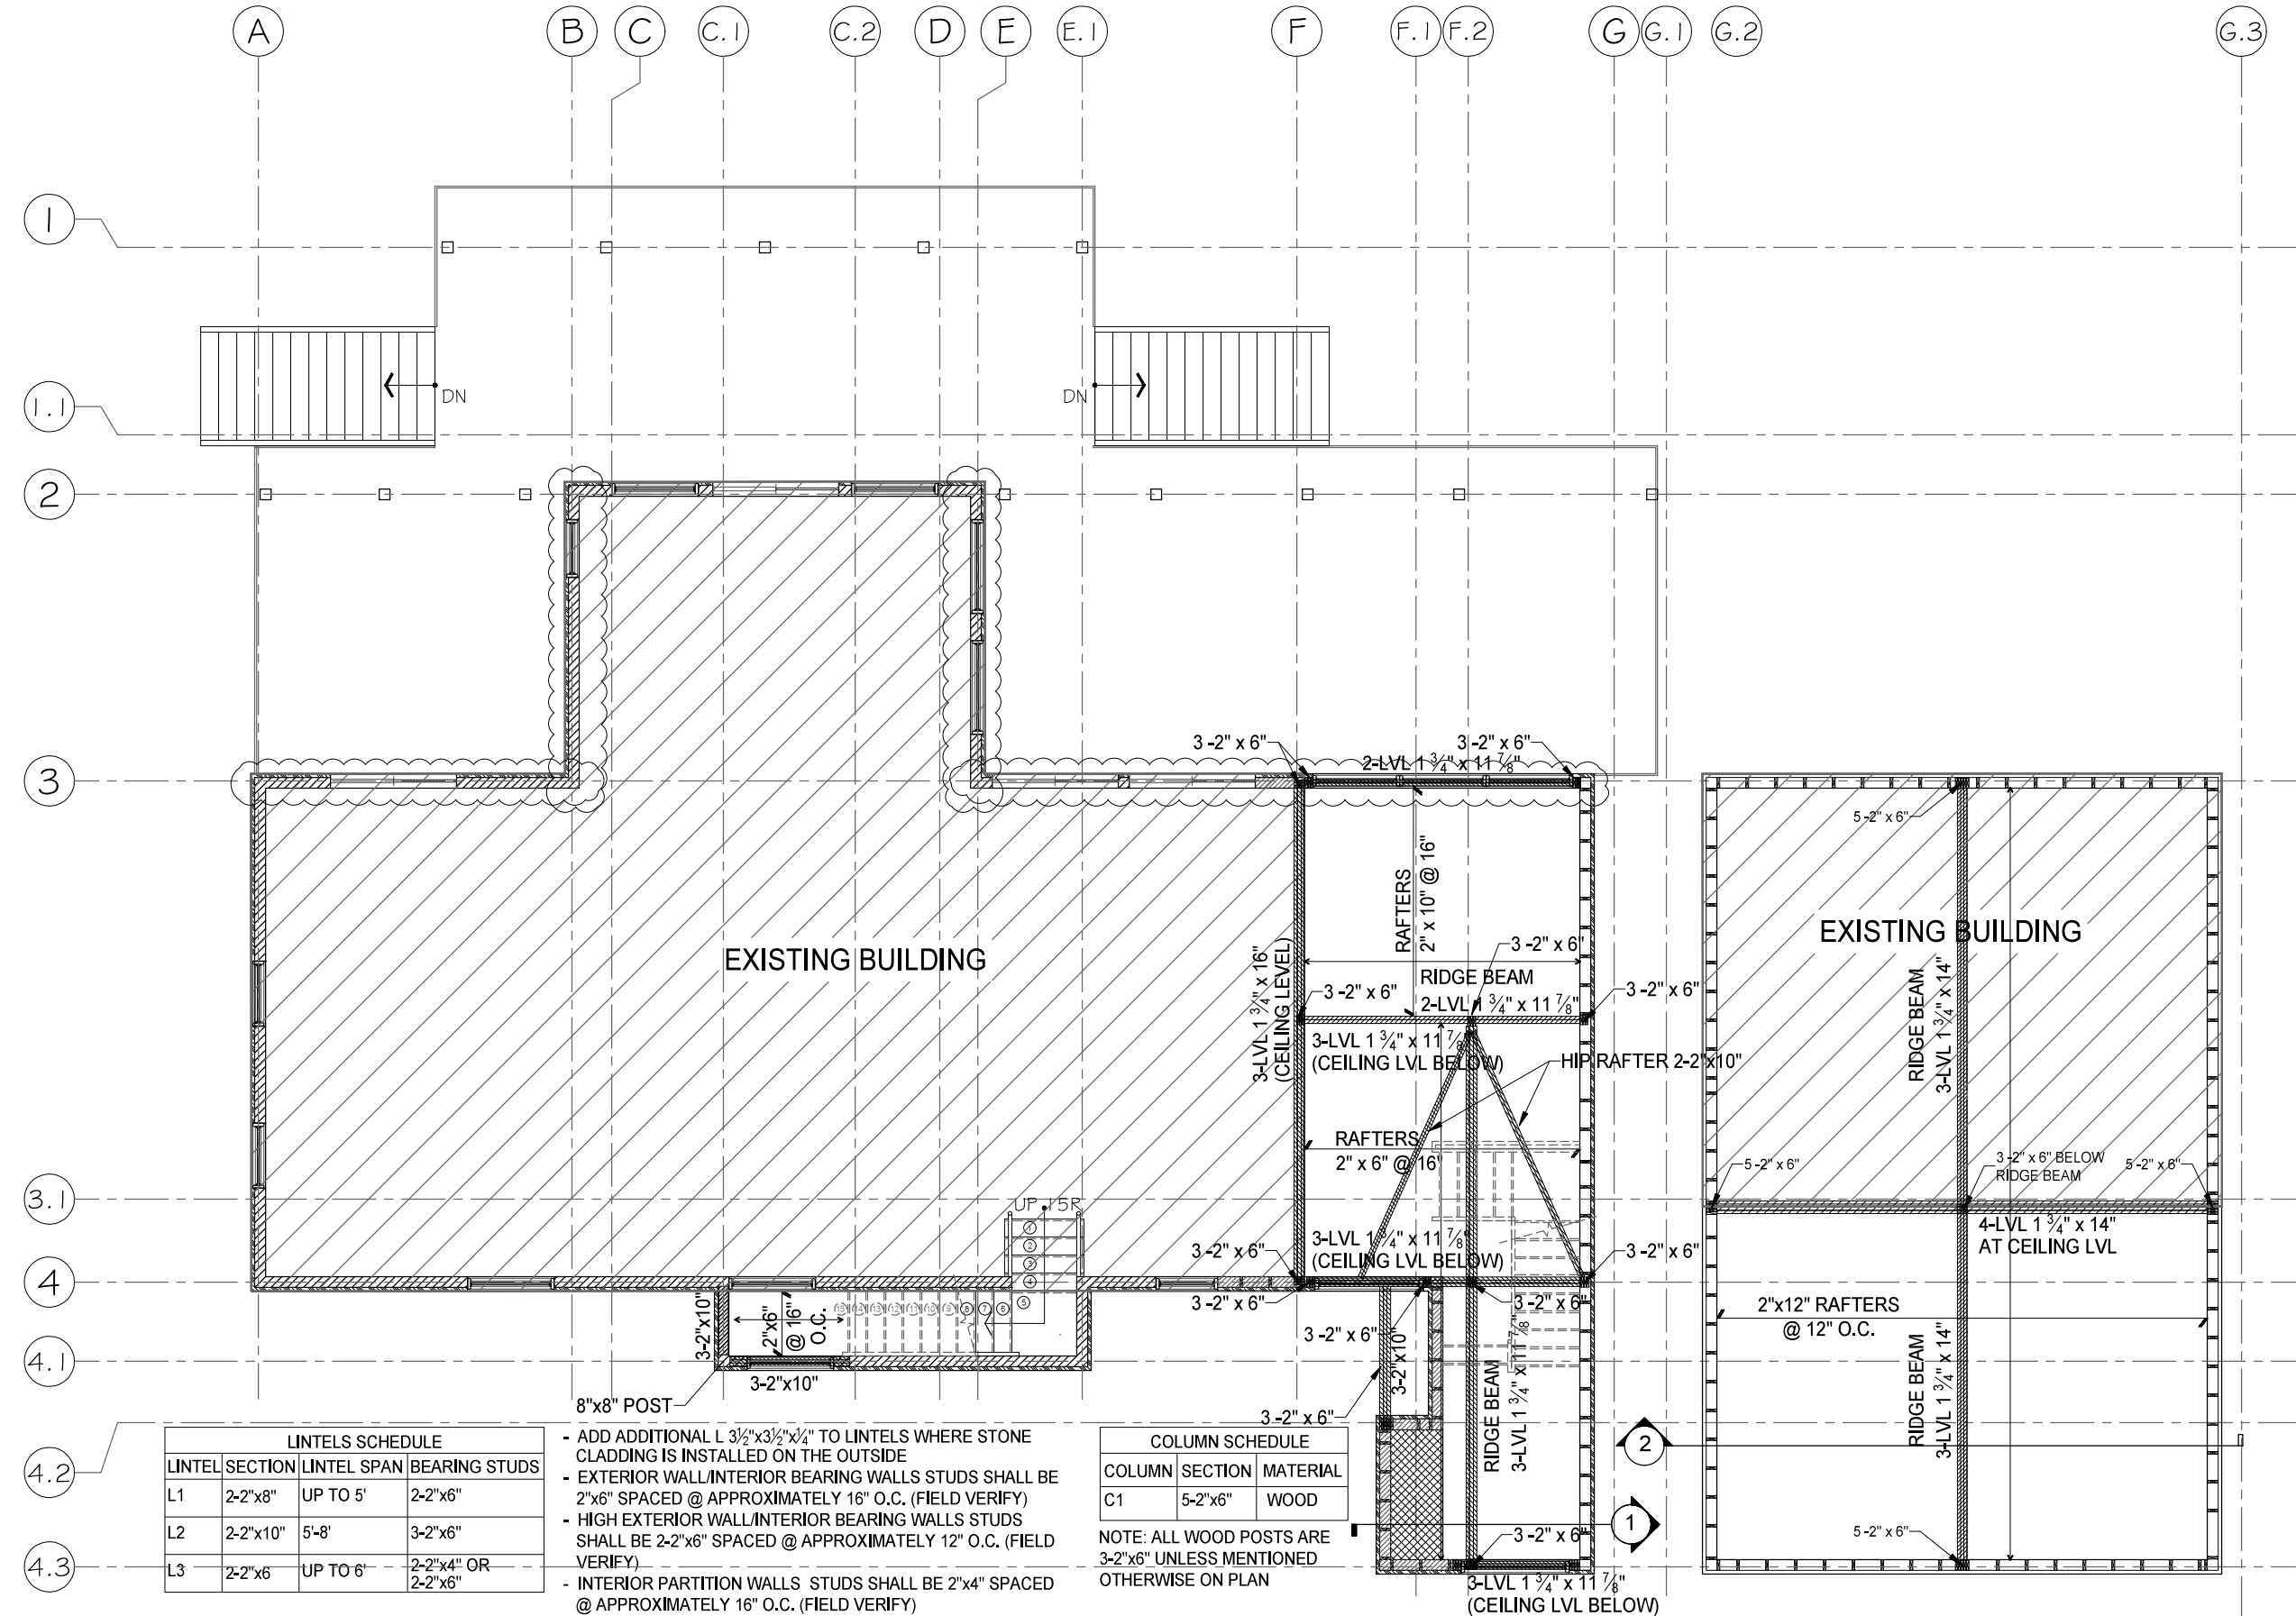 A B C C.1 C.2 D E E.1 F F.1 F.2 G G.1 G.2 G.3
1
1.1
2
3
3.1
4
4.1
4.2
4.3
DN
DN
3 -2" x 6"
3 -2" x 6"
2-LVL 1 3/4" x 11 7/8"
RAFTERS
2" x 10" @ 16"
3-LVL 1 3/4" x 16"
(CEILING LEVEL)
EXISTING BUILDING
3 -2" x 6"
RIDGE BEAM
2-LVL 1 3/4" x 11 7/8"
3 -2" x 6"
3 -2" x 6"
3-LVL 1 3/4" x 11 7/8"
(CEILING LVL BELOW)
HIP RAFTER 2-2"x10"
RAFTERS
2" x 6" @ 16"
3-LVL 1 3/4" x 11 7/8"
(CEILING LVL BELOW)
3 -2" x 6"
3 -2" x 6"
3 -2" x 6"
3 -2" x 6"
3 -2" x 6"
3-2"x10"
3 -2" x 6"
RIDGE BEAM
3-LVL 1 3/4" x 11 7/8"
3 -2" x 6"
3-LVL 1 3/4" x 11 7/8"
(CEILING LVL BELOW)
UP 15R
1
2
3
4
5
15 14 13 12 11 10 9 8 7 6
3-2"x10"
2"x6"
@ 16"
O.C.
3-2"x10"
8"x8" POST
5 -2" x 6"
EXISTING BUILDING
RIDGE BEAM
3-LVL 1 3/4" x 14"
5 -2" x 6"
3 -2" x 6" BELOW
RIDGE BEAM
5 -2" x 6"
4-LVL 1 3/4" x 14"
AT CEILING LVL
2"x12" RAFTERS
@ 12" O.C.
RIDGE BEAM
3-LVL 1 3/4" x 14"
5 -2" x 6"
2
1
LINTELS SCHEDULE
LINTEL SECTION LINTEL SPAN BEARING STUDS
L1 2-2"x8" UP TO 5' 2-2"x6"
L2 2-2"x10" 5'-8' 3-2"x6"
L3 2-2"x6 UP TO 6' 2-2"x4" OR
2-2"x6"
- ADD ADDITIONAL L 3½"x3½"x¼" TO LINTELS WHERE STONE
CLADDING IS INSTALLED ON THE OUTSIDE
- EXTERIOR WALL/INTERIOR BEARING WALLS STUDS SHALL BE
2"x6" SPACED @ APPROXIMATELY 16" O.C. (FIELD VERIFY)
- HIGH EXTERIOR WALL/INTERIOR BEARING WALLS STUDS
SHALL BE 2-2"x6" SPACED @ APPROXIMATELY 12" O.C. (FIELD
VERIFY)
- INTERIOR PARTITION WALLS STUDS SHALL BE 2"x4" SPACED
@ APPROXIMATELY 16" O.C. (FIELD VERIFY)
COLUMN SCHEDULE
COLUMN SECTION MATERIAL
C1 5-2"x6" WOOD
NOTE: ALL WOOD POSTS ARE
3-2"x6" UNLESS MENTIONED
OTHERWISE ON PLAN